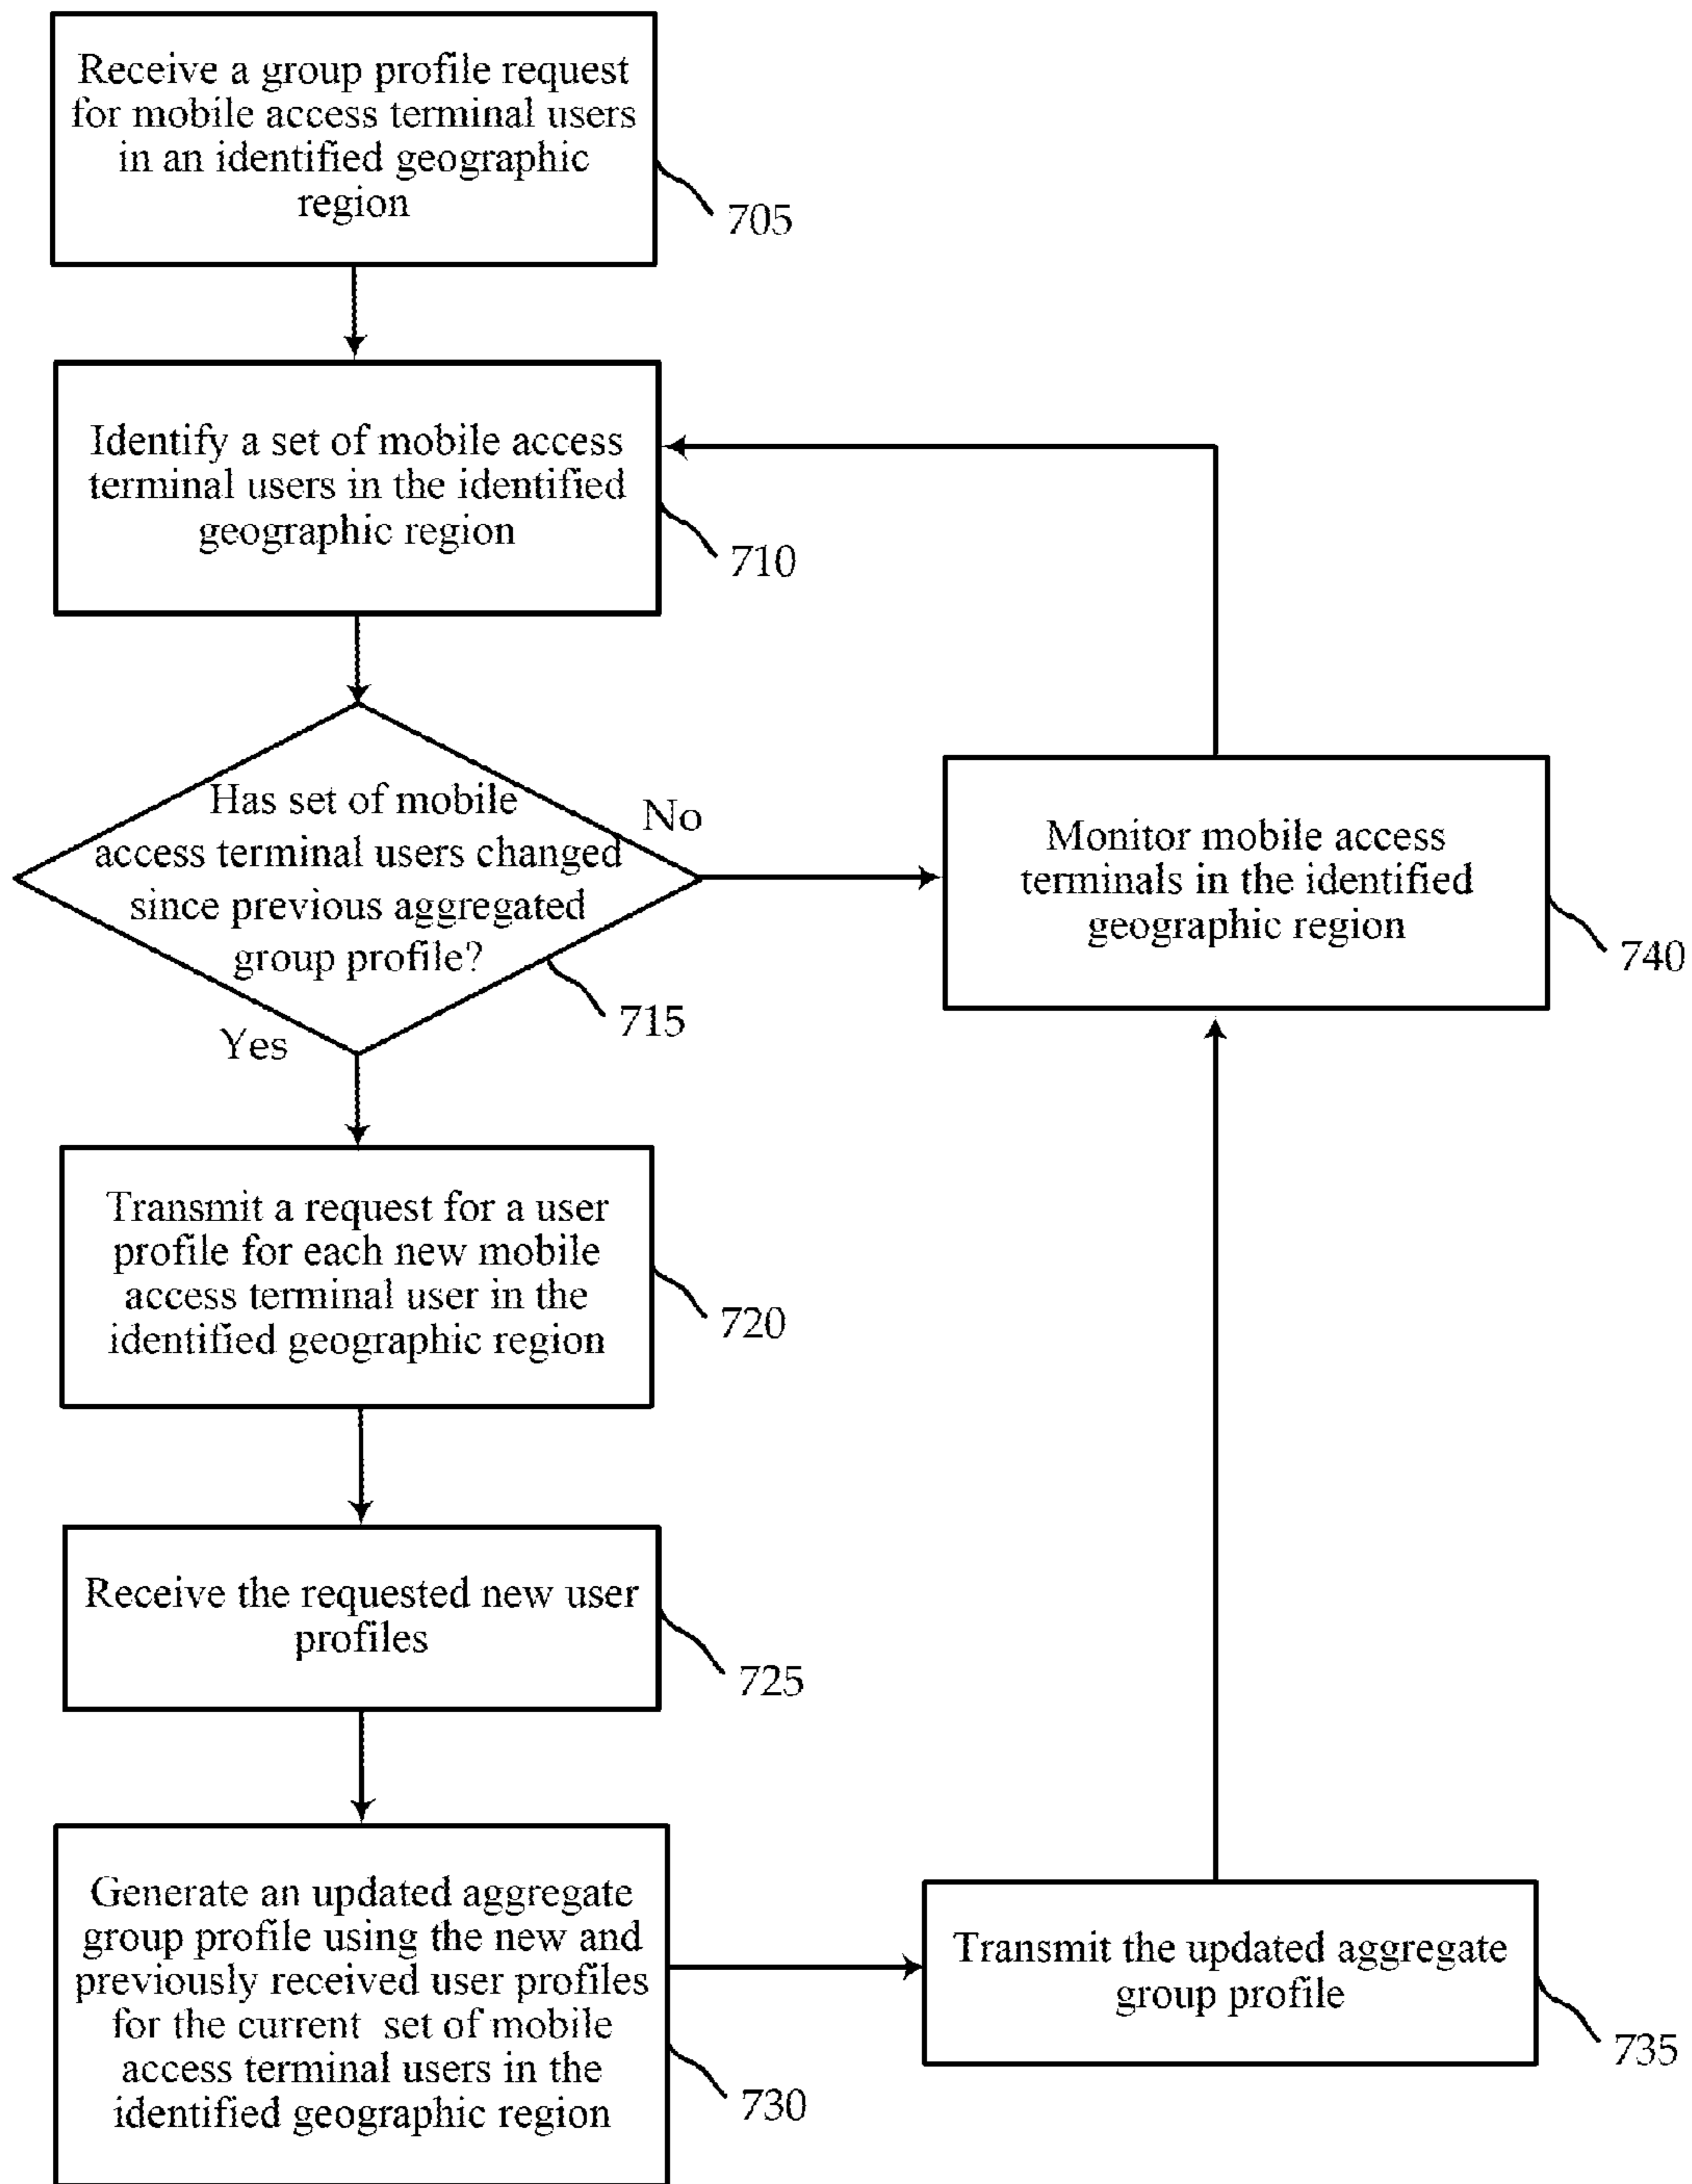 Receive a group profile request
for mobile access terminal users
in an identified geographic
region
705
Identify a set of mobile access
terminal users in the identified
geographic region
710
Has set of mobile
access terminal users changed
since previous aggregated
group profile?
No
715
Yes
Monitor mobile access
terminals in the identified
geographic region
740
Transmit a request for a user
profile for each new mobile
access terminal user in the
identified geographic region
720
Receive the requested new user
profiles
725
Generate an updated aggregate
group profile using the new and
previously received user profiles
for the current set of mobile
access terminal users in the
identified geographic region
730
Transmit the updated aggregate
group profile
735